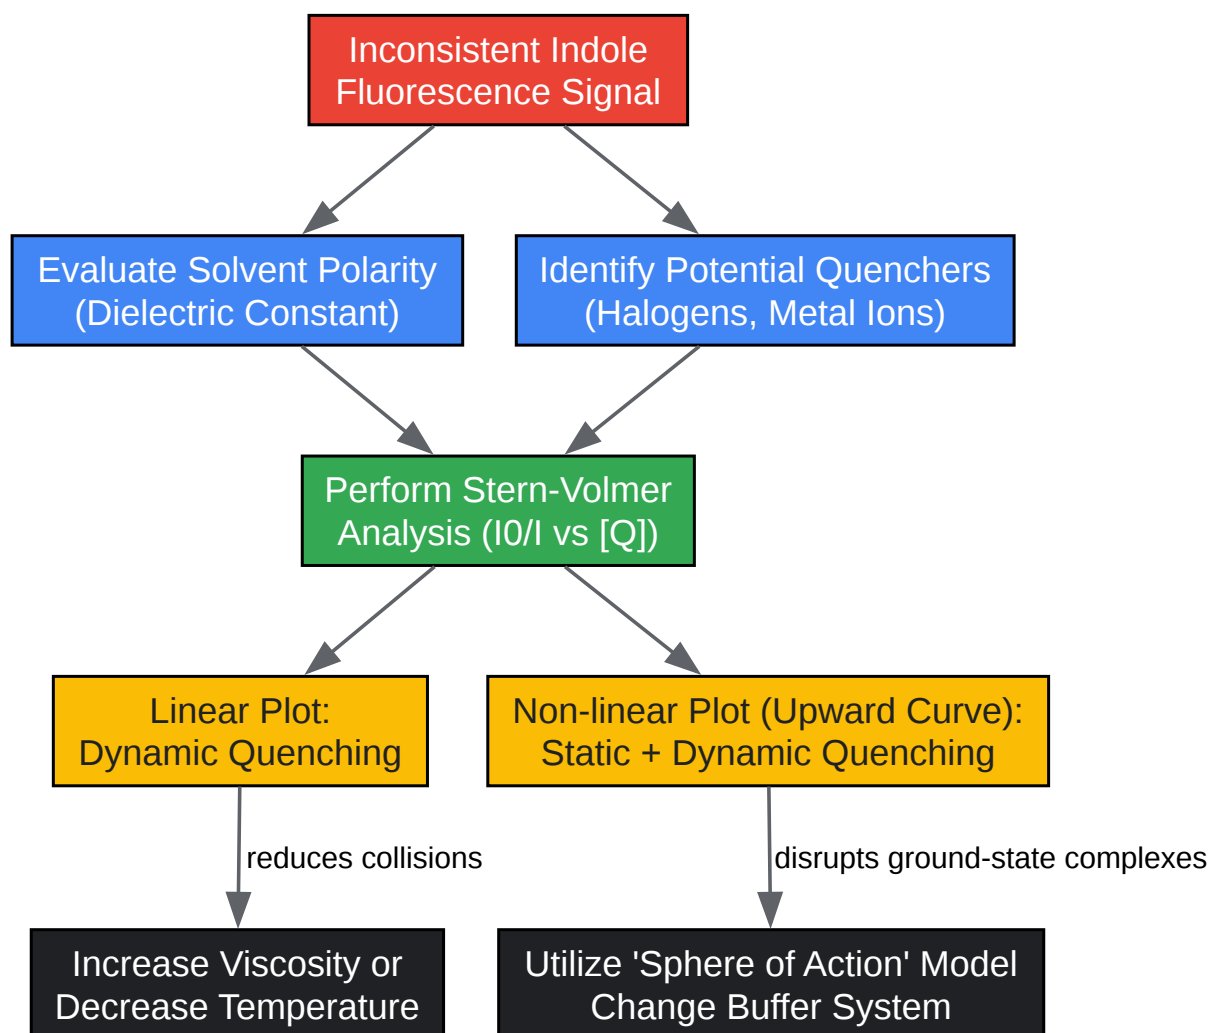 Inconsistent Indole
Fluorescence Signal
Evaluate Solvent Polarity
(Dielectric Constant)
Identify Potential Quenchers
(Halogens, Metal Ions)
Perform Stern-Volmer
Analysis (I0/I vs [Q])
Linear Plot:
Dynamic Quenching
Non-linear Plot (Upward Curve):
Static + Dynamic Quenching
reduces collisions
disrupts ground-state complexes
Increase Viscosity or
Decrease Temperature
Utilize 'Sphere of Action' Model
Change Buffer System